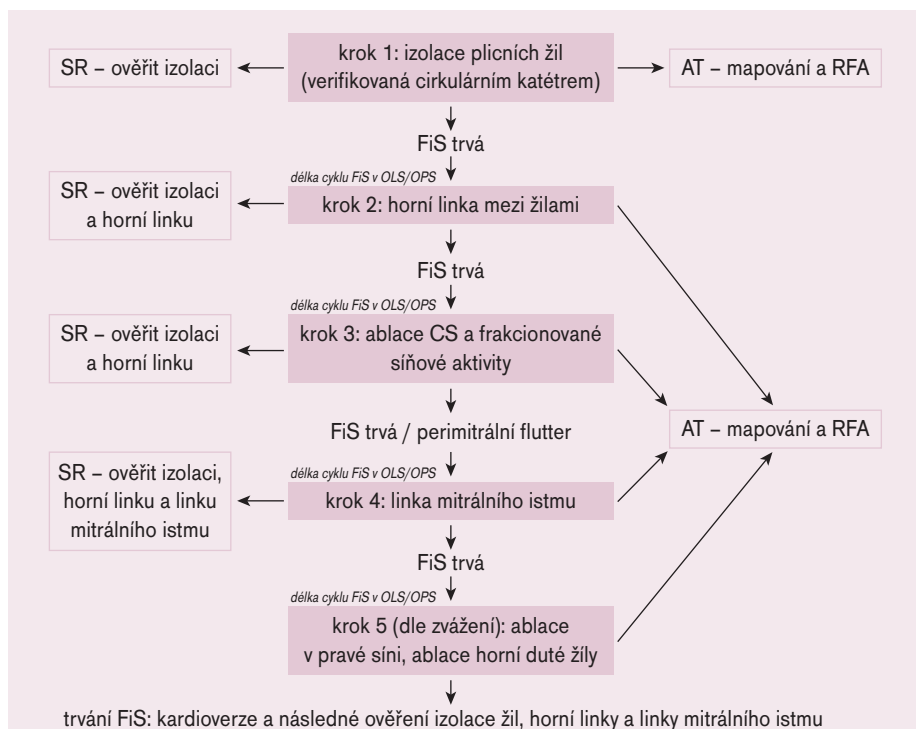 SR – ověřit izolaci
krok 1: izolace plicních žil
(verifikovaná cirkulárním katétrem)
AT – mapování a RFA
FiS trvá
délka cyklu FiS v OLS/OPS
SR – ověřit izolaci
a horní linku
krok 2: horní linka mezi žilami
FiS trvá
délka cyklu FiS v OLS/OPS
SR – ověřit izolaci
a horní linku
krok 3: ablace CS a frakcionované
síňové aktivity
FiS trvá / perimitrální flutter
AT – mapování a RFA
délka cyklu FiS v OLS/OPS
SR – ověřit izolaci,
horní linku a linku
mitrálního istmu
krok 4: linka mitrálního istmu
FiS trvá
délka cyklu FiS v OLS/OPS
krok 5 (dle zvážení): ablace
v pravé síni, ablace horní duté žíly
trvání FiS: kardioverze a následné ověření izolace žil, horní linky a linky mitrálního istmu